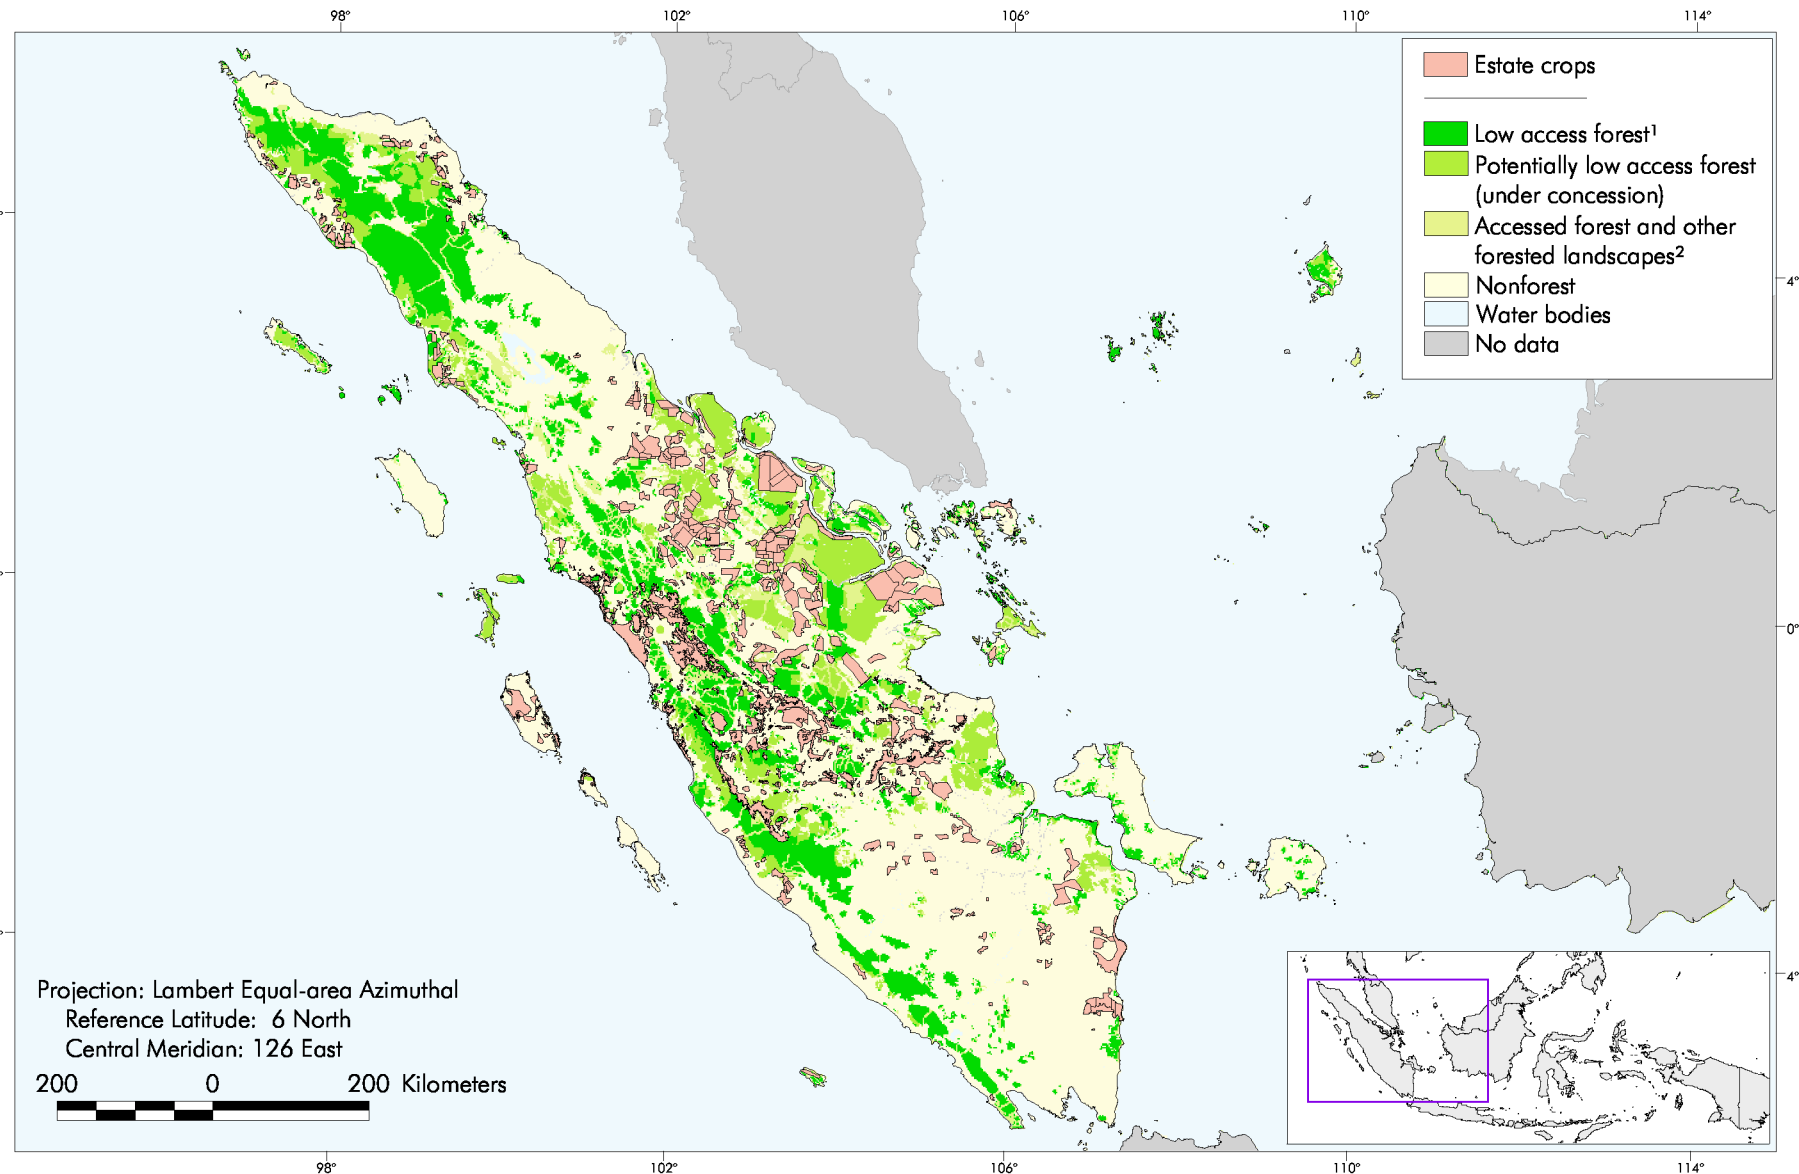 98° 102° 106° 110° 114°
Estate crops
Low access forest¹
Potentially low access forest
(under concession)
Accessed forest and other
forested landscapes²
Nonforest
Water bodies
No data
4°
0°
4°
Projection: Lambert Equal-area Azimuthal
Reference Latitude: 6 North
Central Meridian: 126 East
200 0 200 Kilometers
98° 102° 106° 110° 114°